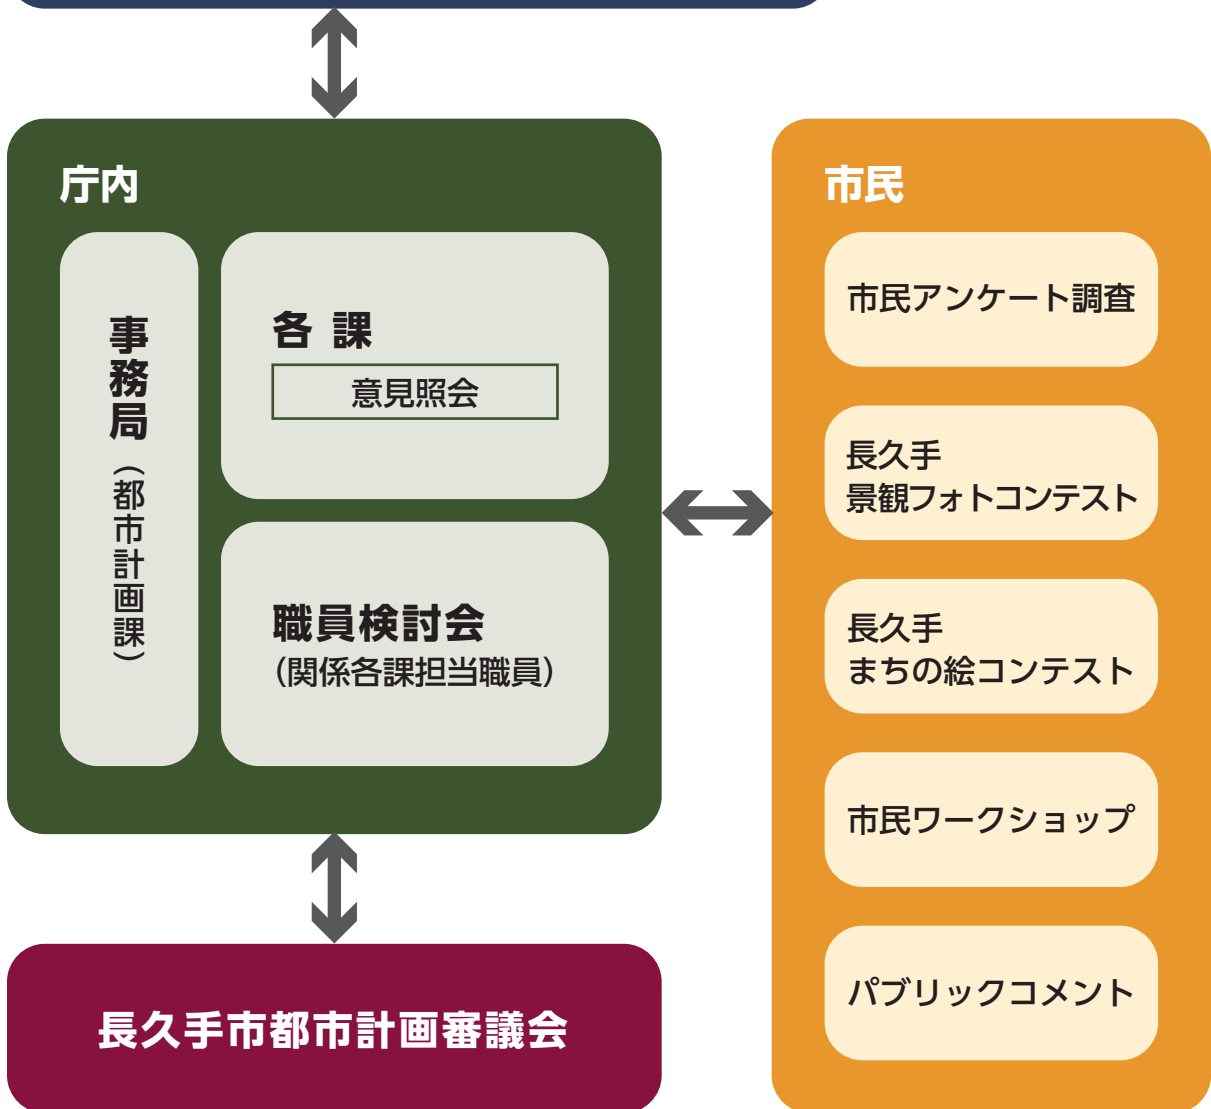 庁内
事務局（都市計画課）
各 課
意見照会
職員検討会
（関係各課担当職員）
市民
市民アンケート調査
長久手
景観フォトコンテスト
長久手
まちの絵コンテスト
市民ワークショップ
パブリックコメント
長久手市都市計画審議会